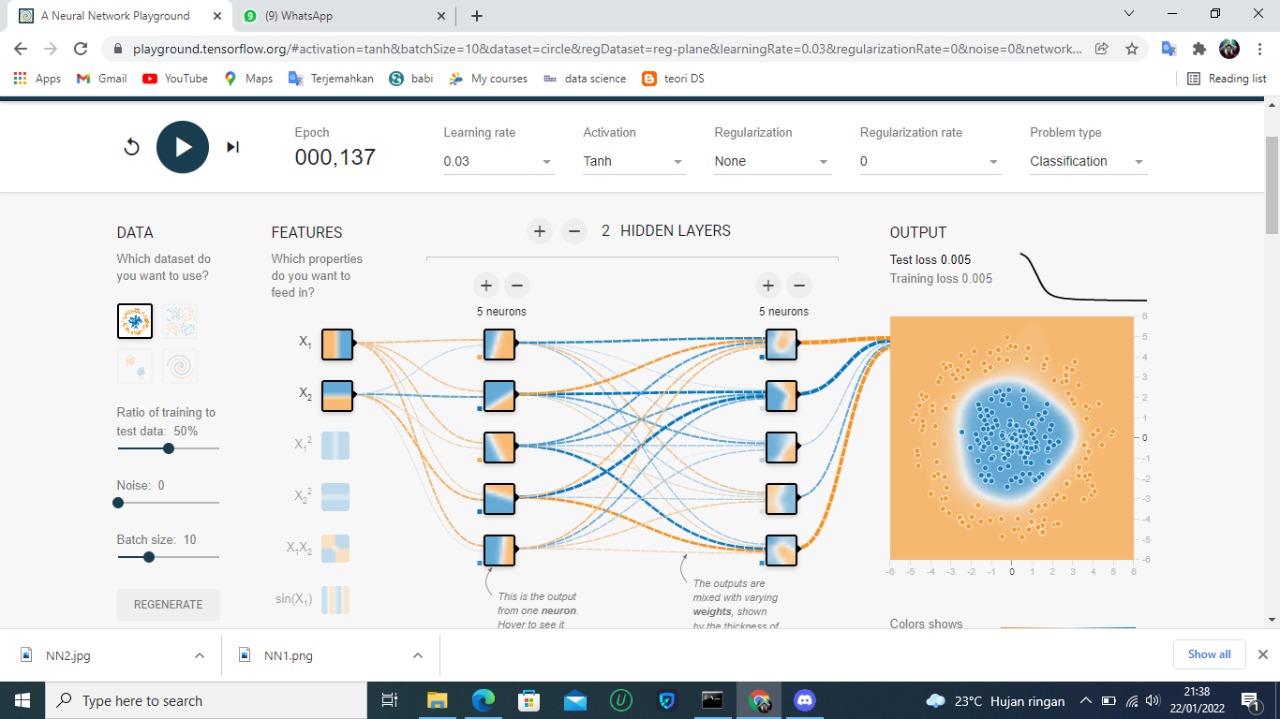 A Neural Network Playground
(9) WhatsApp
playground.tensorflow.org/#activation=tanh&batchSize=10&dataset=circle&regDataset=reg-plane&learningRate=0.03&regularizationRate=0&noise=0&network...
Apps Gmail YouTube Maps Terjemahkan babi My courses data science teori DS Reading list
Epoch
000,137
Learning rate
0.03
Activation
Tanh
Regularization
None
Regularization rate
0
Problem type
Classification
DATA
Which dataset do
you want to use?
Ratio of training to
test data: 50%
Noise: 0
Batch size: 10
REGENERATE
FEATURES
Which properties
do you want to
feed in?
X₁
X₂
X₁²
X₂²
X₁X₂
sin(X₁)
+ − 2 HIDDEN LAYERS
+ −
5 neurons
+ −
5 neurons
This is the output
from one neuron.
Hover to see it
The outputs are
mixed with varying
weights, shown
by the thickness of
OUTPUT
Test loss 0.005
Training loss 0.005
6
5
4
3
2
1
0
-1
-2
-3
-4
-5
-6
-6 -5 -4 -3 -2 -1 0 1 2 3 4 5 6
Colors shows
NN2.jpg
NN1.png
Show all
Type here to search
23°C Hujan ringan
21:38
22/01/2022
1